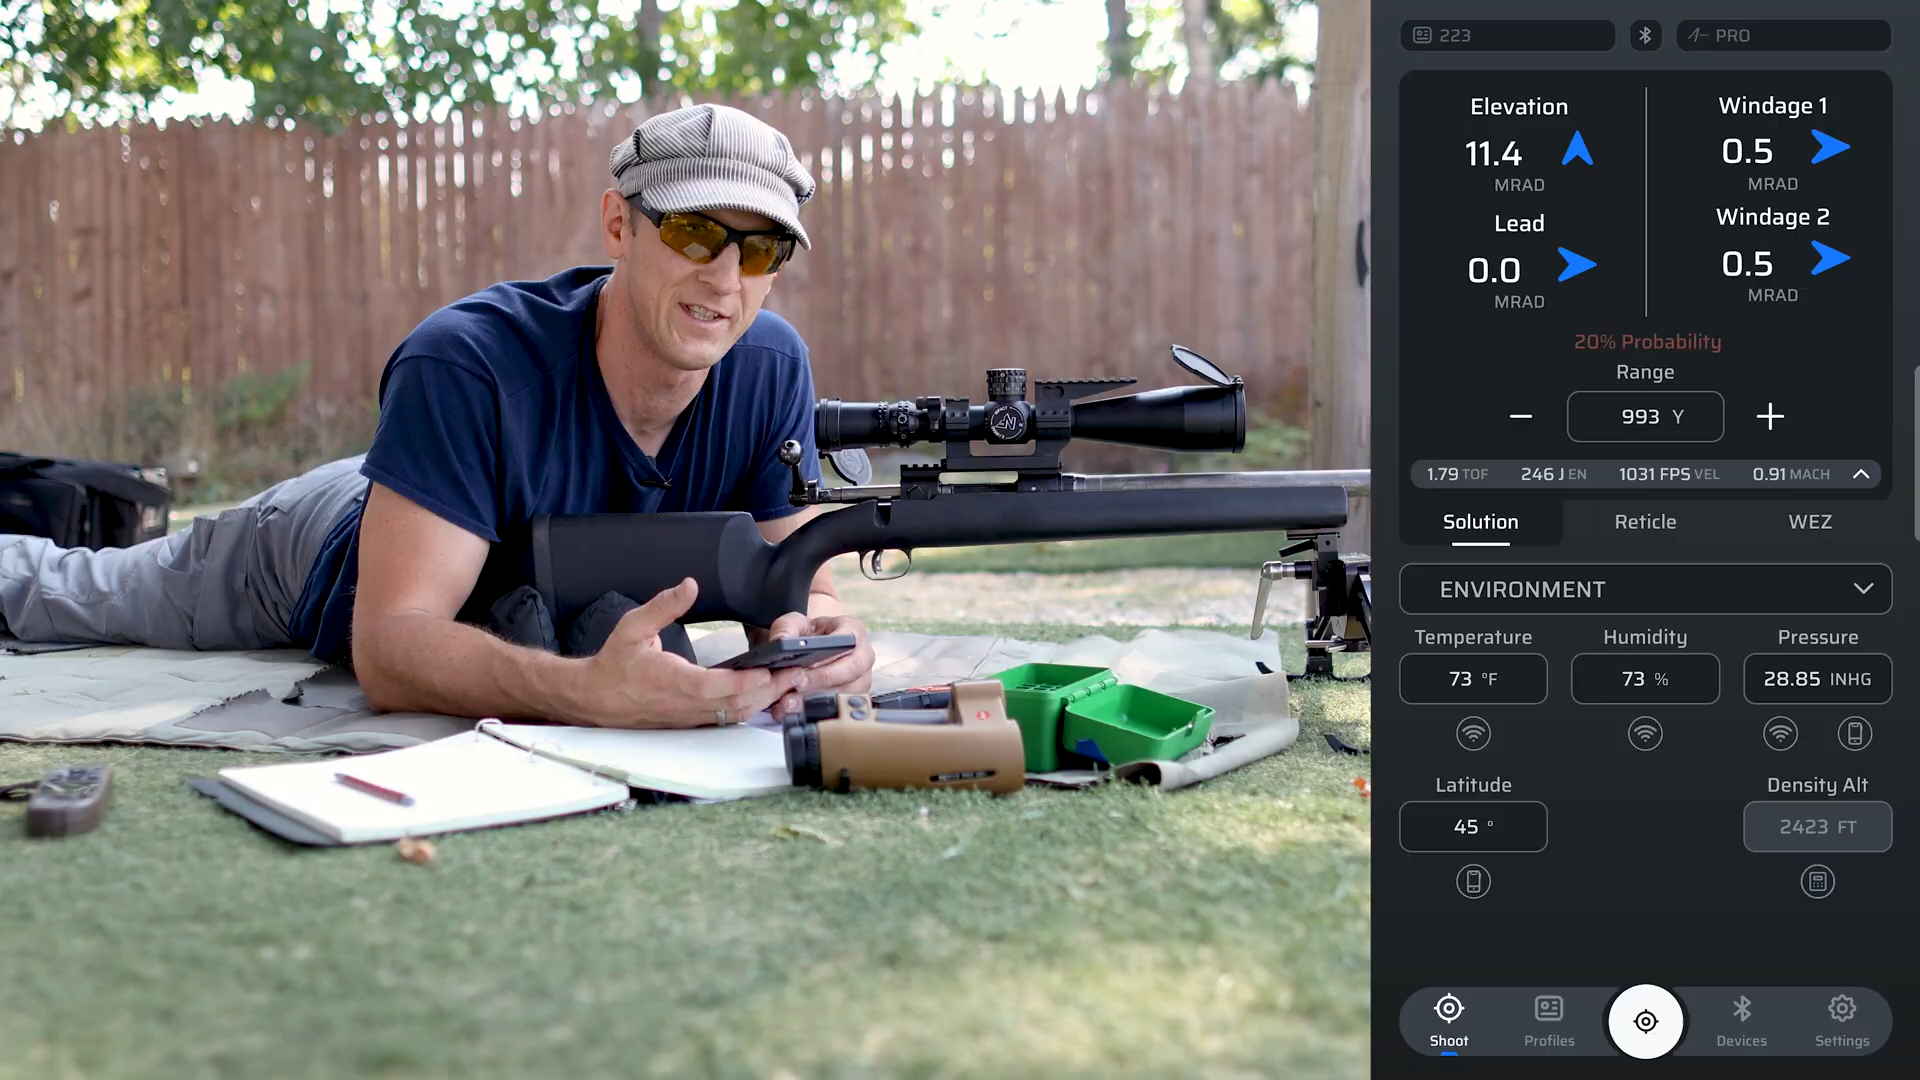 223
PRO
Elevation
11.4
MRAD
Lead
0.0
MRAD
Windage 1
0.5
MRAD
Windage 2
0.5
MRAD
20% Probability
Range
993 Y
1.79 TOF 246 J EN 1031 FPS VEL 0.91 MACH
Solution Reticle WEZ
ENVIRONMENT
Temperature Humidity Pressure
73 °F 73 % 28.85 INHG
Latitude Density Alt
45 ° 2423 FT
Shoot Profiles Devices Settings